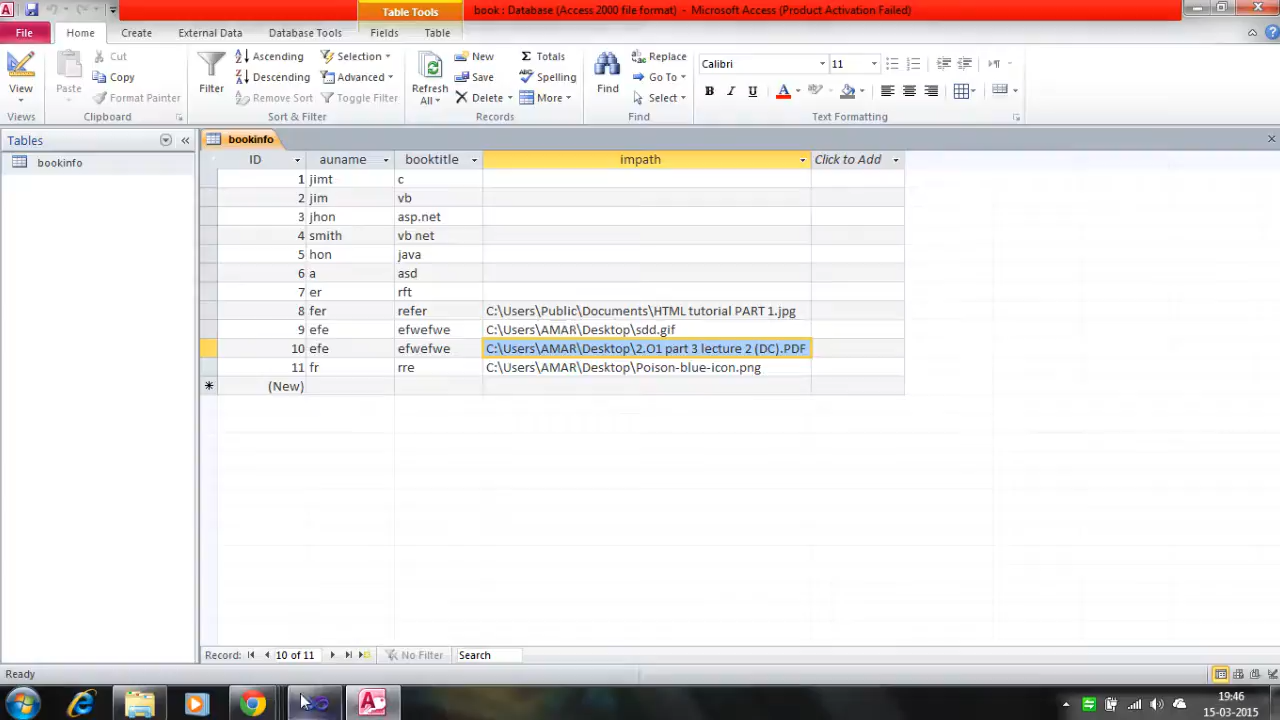 Table Tools
book : Database (Access 2000 file format) - Microsoft Access (Product Activation Failed)
File Home Create External Data Database Tools Fields Table
Cut Ascending Selection New Totals Replace Calibri 11
Copy Descending Advanced Save Spelling Go To
View Paste Format Painter Filter Remove Sort Toggle Filter Refresh All Delete More Find Select B I U A
Views Clipboard Sort & Filter Records Find Text Formatting
Tables bookinfo
bookinfo ID auname booktitle impath Click to Add
1 jimt c
2 jim vb
3 jhon asp.net
4 smith vb net
5 hon java
6 a asd
7 er rft
8 fer refer C:\Users\Public\Documents\HTML tutorial PART 1.jpg
9 efe efwefwe C:\Users\AMAR\Desktop\sdd.gif
10 efe efwefwe C:\Users\AMAR\Desktop\2.O1 part 3 lecture 2 (DC).PDF
11 fr rre C:\Users\AMAR\Desktop\Poison-blue-icon.png
* (New)
Record: 10 of 11 No Filter Search
Ready
19:46
15-03-2015